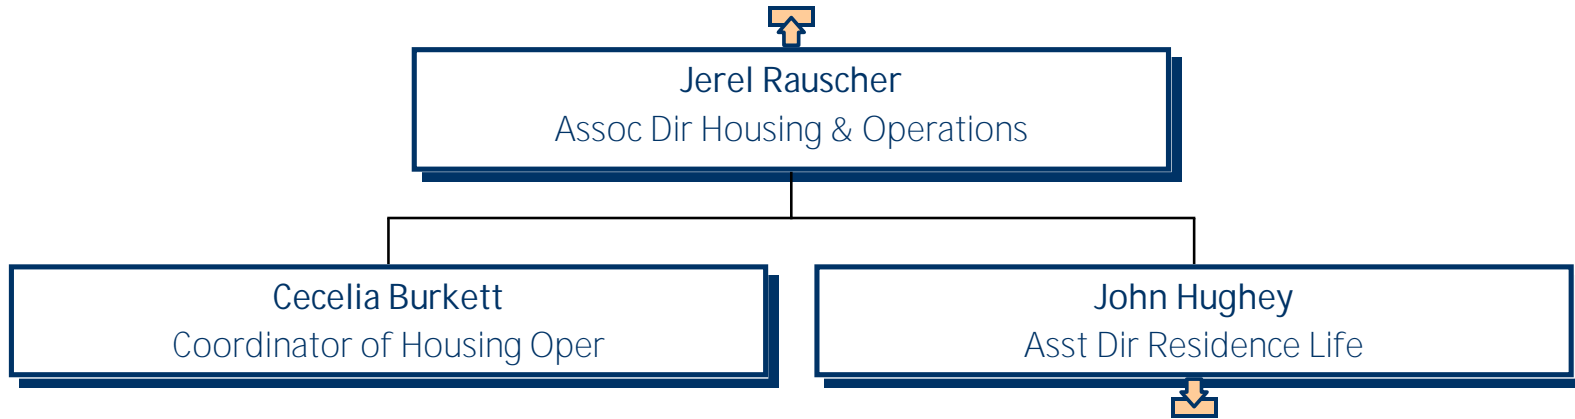 Jerel Rauscher
Assoc Dir Housing & Operations
Cecelia Burkett
Coordinator of Housing Oper
John Hughey
Asst Dir Residence Life